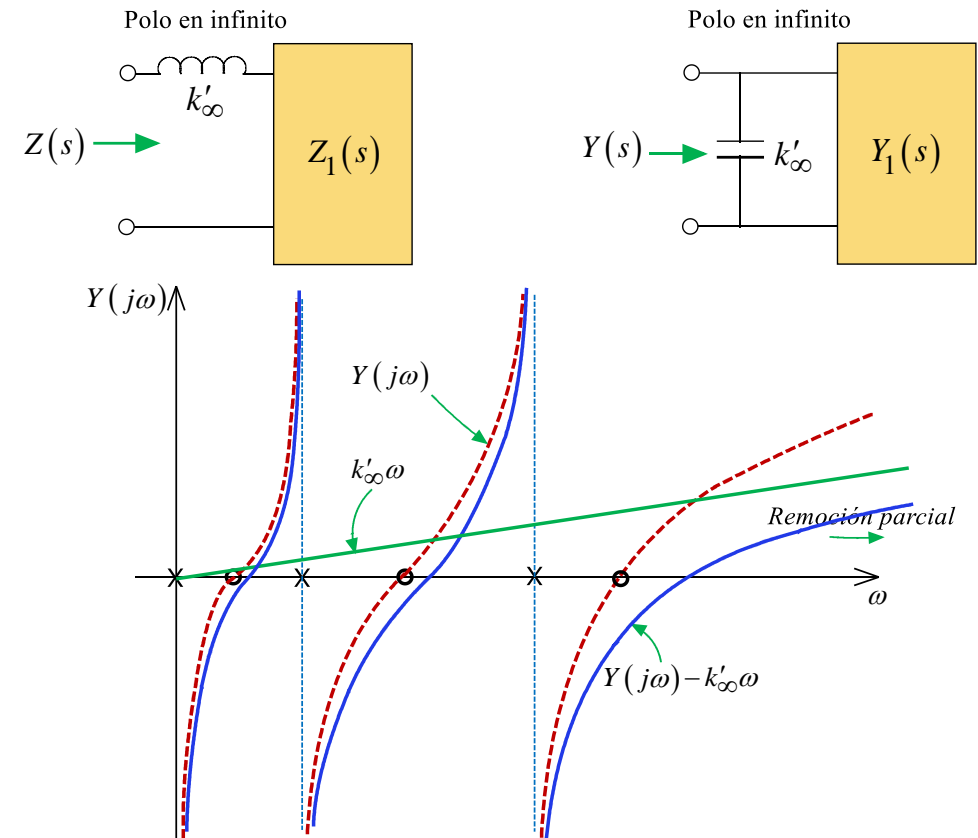 Polo en infinito
k′∞
Z(s)
Z₁(s)
Polo en infinito
Y(s)
k′∞
Y₁(s)
Y(jω)
Y(jω)
k′∞ω
Remoción parcial
ω
Y(jω)−k′∞ω